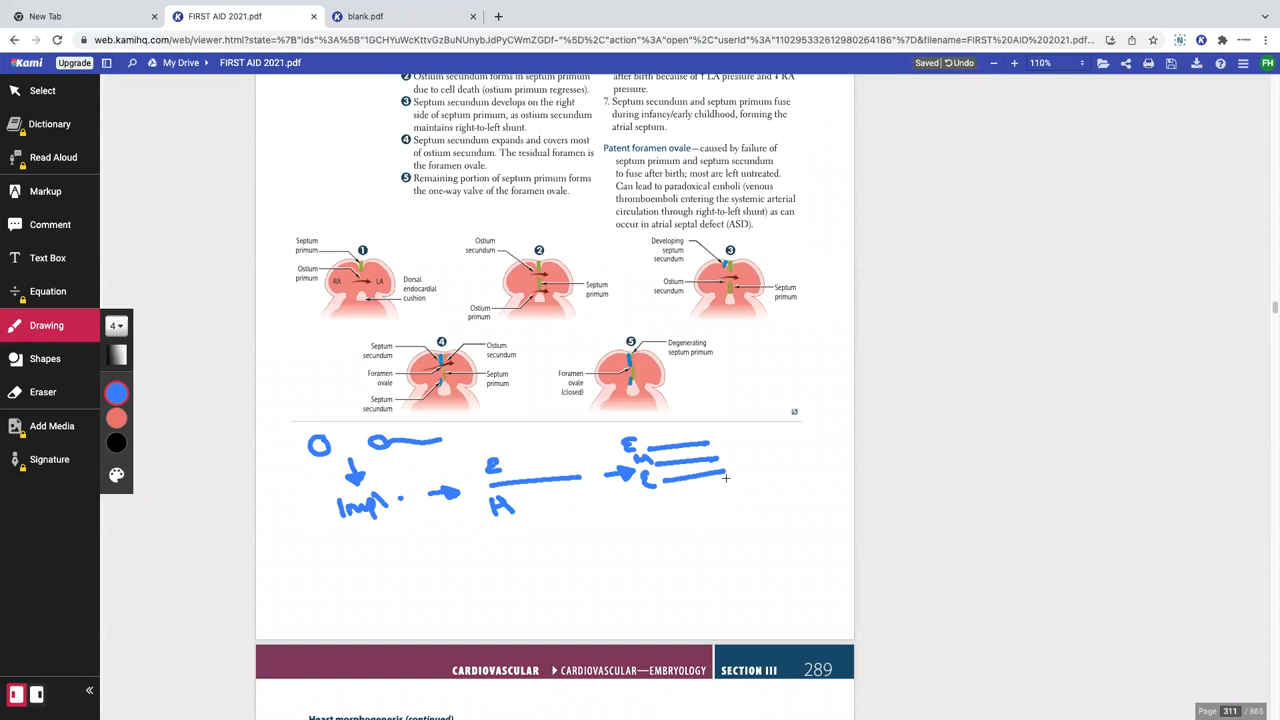 New Tab
FIRST AID 2021.pdf
blank.pdf
web.kamihq.com/web/viewer.html?state=%7B"ids"%3A%5B"1GCHYuWcKttvGzBuNUnybJdPyCWmZGDf-"%5D%2C"action"%3A"open"%2C"userId"%3A"110295332612980264186"%7D&filename=FIRST%20AID%202021.pdf...
Kami
Upgrade
My Drive
FIRST AID 2021.pdf
Saved
Undo
110%
FH
Select
Dictionary
Read Aloud
Markup
Comment
Text Box
Equation
Drawing
Shapes
Eraser
Add Media
Signature
4
2 Ostium secundum forms in septum primum
due to cell death (ostium primum regresses).
3 Septum secundum develops on the right
side of septum primum, as ostium secundum
maintains right-to-left shunt.
4 Septum secundum expands and covers most
of ostium secundum. The residual foramen is
the foramen ovale.
5 Remaining portion of septum primum forms
the one-way valve of the foramen ovale.
after birth because of ↑ LA pressure and ↓ RA
pressure.
7. Septum secundum and septum primum fuse
during infancy/early childhood, forming the
atrial septum.
Patent foramen ovale—caused by failure of
septum primum and septum secundum
to fuse after birth; most are left untreated.
Can lead to paradoxical emboli (venous
thromboemboli entering the systemic arterial
circulation through right-to-left shunt) as can
occur in atrial septal defect (ASD).
1
Septum
primum
Ostium
primum
RA
LA
Dorsal
endocardial
cushion
2
Ostium
secundum
Septum
primum
Ostium
primum
3
Developing
septum
secundum
Ostium
secundum
Septum
primum
4
Septum
secundum
Ostium
secundum
Foramen
ovale
Septum
primum
Septum
secundum
5
Degenerating
septum primum
Foramen
ovale
(closed)
Impl.
E
H
E
M
E
CARDIOVASCULAR
CARDIOVASCULAR—EMBRYOLOGY
SECTION III
289
Heart morphogenesis (continued)
Page 311 / 865